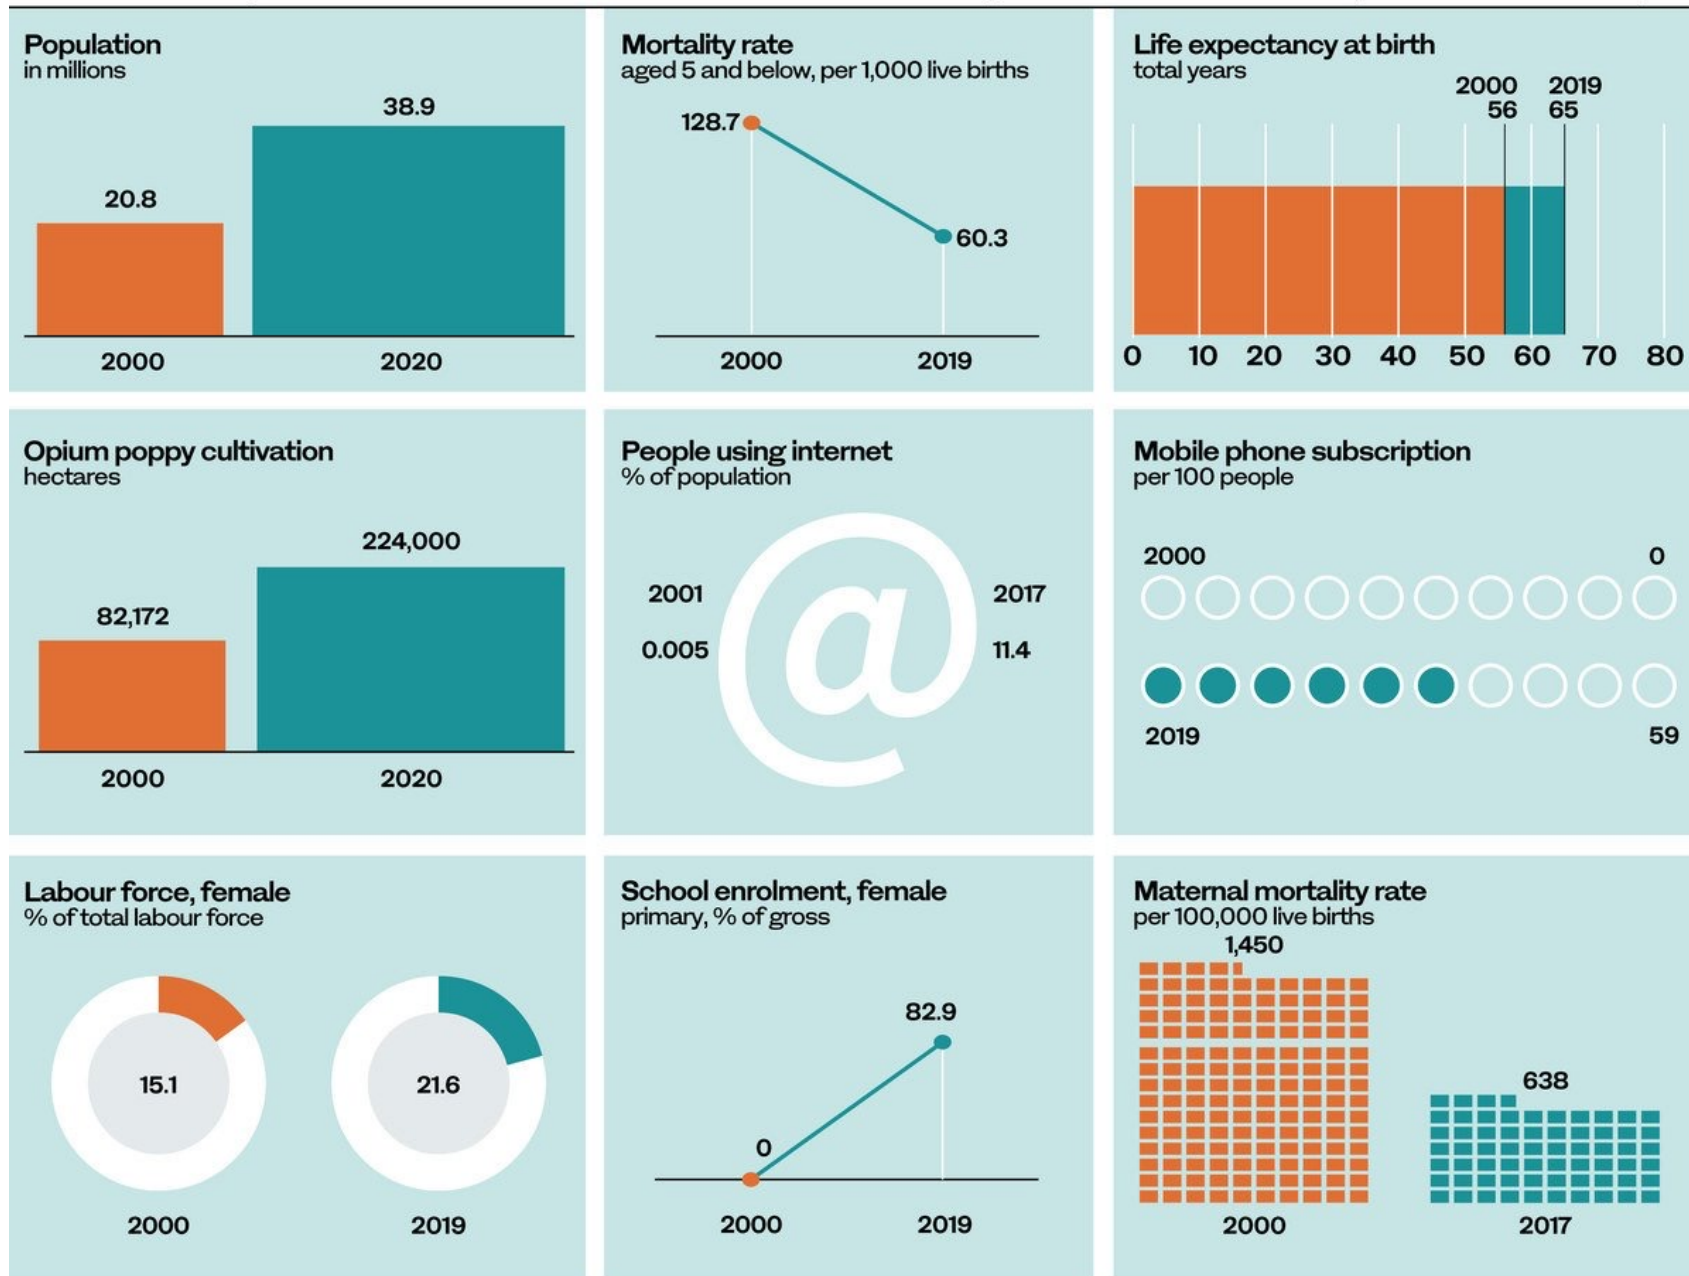 Population
in millions
38.9
20.8
2000
2020
Mortality rate
aged 5 and below, per 1,000 live births
128.7
60.3
2000
2019
Life expectancy at birth
total years
2000
2019
56
65
0 10 20 30 40 50 60 70 80
Opium poppy cultivation
hectares
224,000
82,172
2000
2020
People using internet
% of population
@
2001
2017
0.005
11.4
Mobile phone subscription
per 100 people
2000
0
2019
59
Labour force, female
% of total labour force
15.1
21.6
2000
2019
School enrolment, female
primary, % of gross
82.9
0
2000
2019
Maternal mortality rate
per 100,000 live births
1,450
638
2000
2017